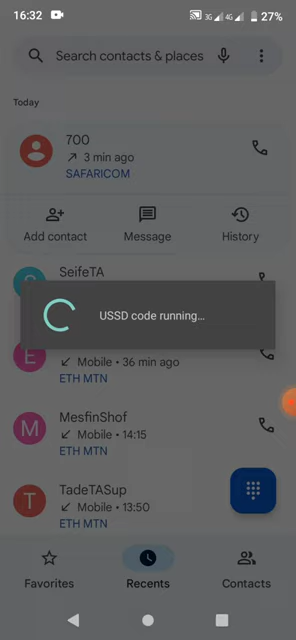 16:32
3G 4G 27%
Search contacts & places
Today
700
3 min ago
SAFARICOM
Add contact
Message
History
SeifeTA
USSD code running...
E
Mobile • 36 min ago
ETH MTN
M
MesfinShof
Mobile • 14:15
ETH MTN
T
TadeTASup
Mobile • 13:50
ETH MTN
Favorites
Recents
Contacts